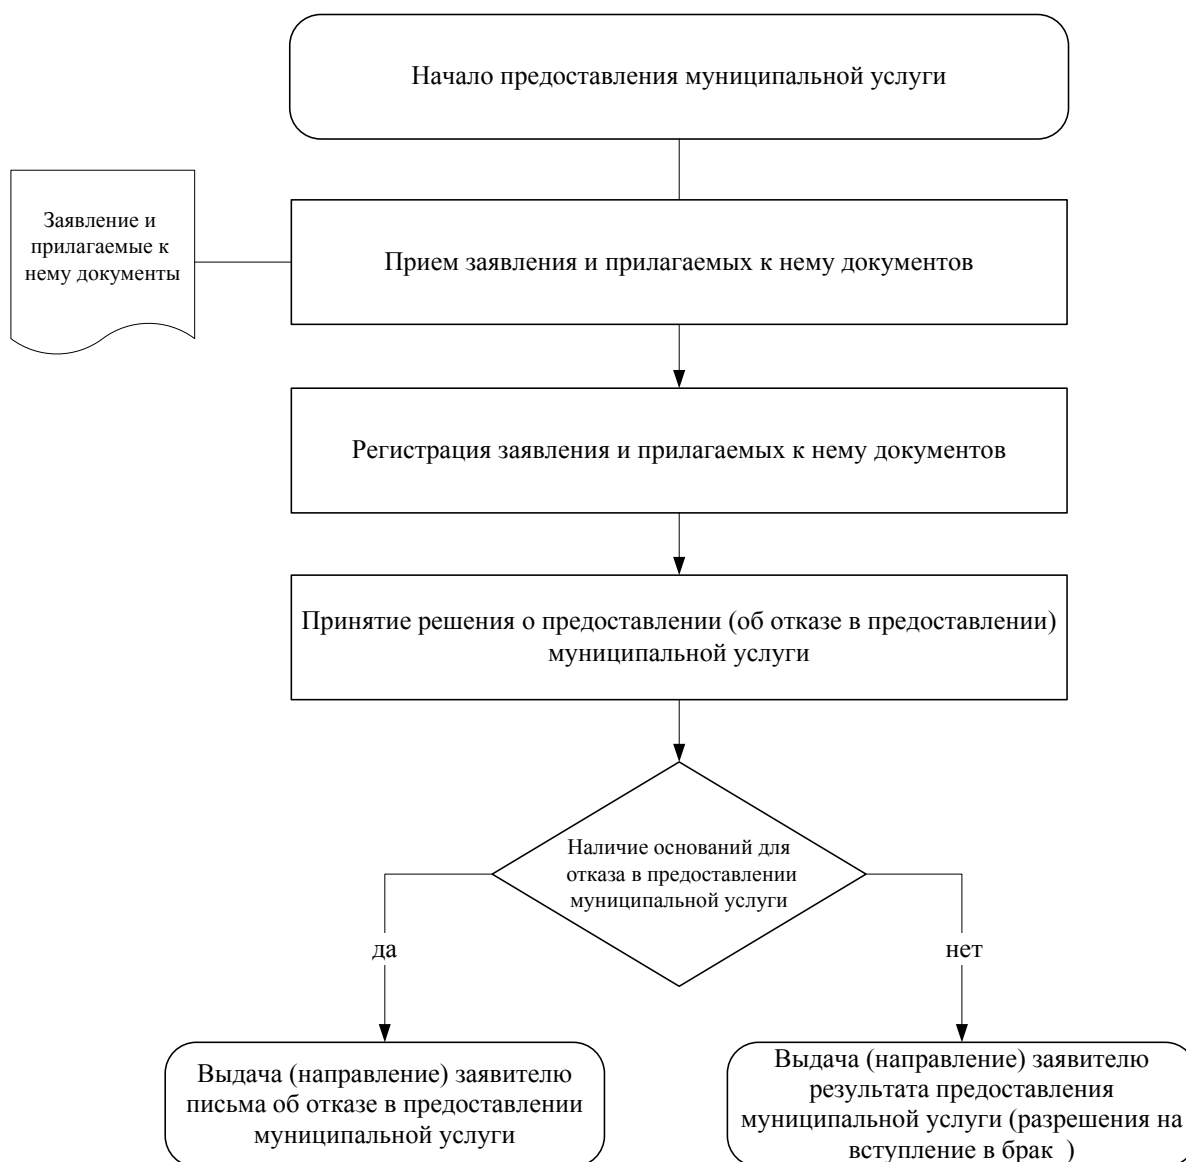 Начало предоставления муниципальной услуги
Заявление и
прилагаемые к
нему документы
Прием заявления и прилагаемых к нему документов
Регистрация заявления и прилагаемых к нему документов
Принятие решения о предоставлении (об отказе в предоставлении)
муниципальной услуги
Наличие оснований для
отказа в предоставлении
муниципальной услуги
да
нет
Выдача (направление) заявителю
письма об отказе в предоставлении
муниципальной услуги
Выдача (направление) заявителю
результата предоставления
муниципальной услуги (разрешения на
вступление в брак )